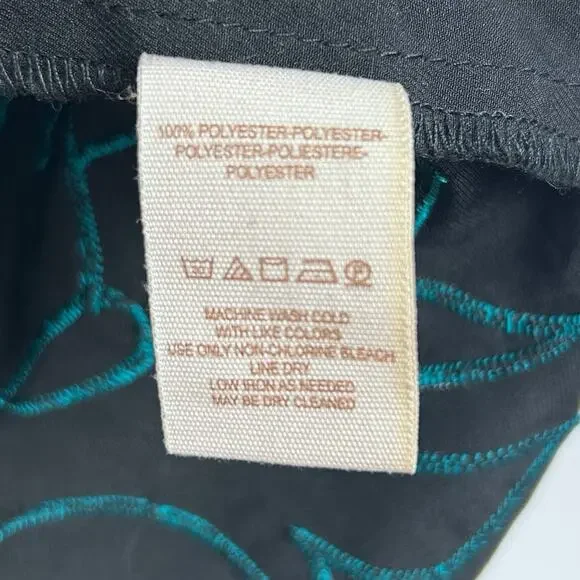 100% POLYESTER-POLYESTER-
POLYESTER-POLIESTERE-
POLYESTER
30 P
MACHINE WASH COLD
WITH LIKE COLORS
USE ONLY NON-CHLORINE BLEACH
LINE DRY
LOW IRON AS NEEDED
MAY BE DRY CLEANED